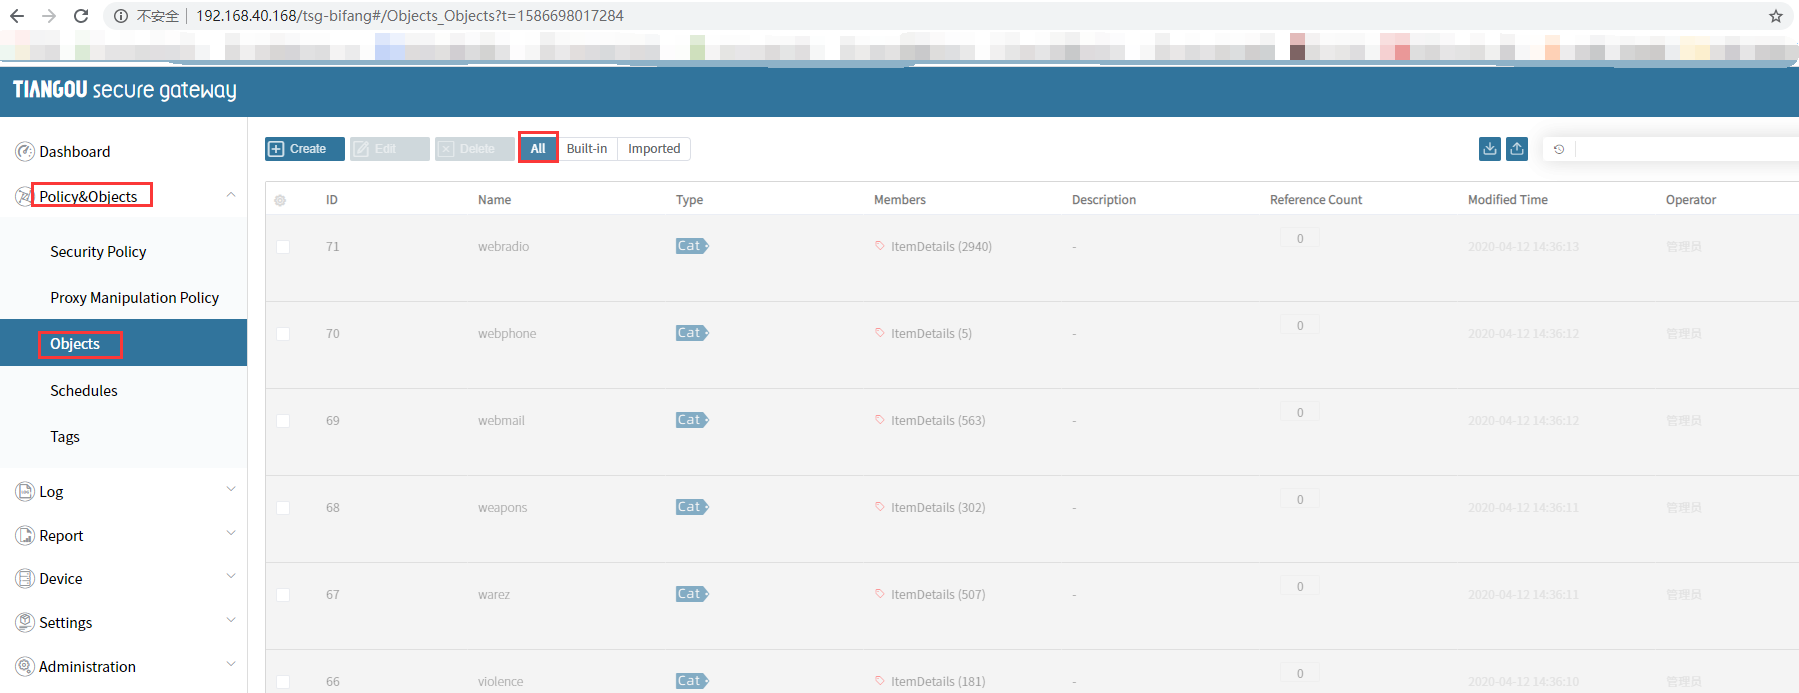 不安全 192.168.40.168/tsg-bifang#/Objects_Objects?t=1586698017284
TIANGOU secure gateway
Dashboard
Policy&Objects
Security Policy
Proxy Manipulation Policy
Objects
Schedules
Tags
Log
Report
Device
Settings
Administration
Create Edit Delete All Built-in Imported
ID Name Type Members Description Reference Count Modified Time Operator
71 webradio Cat ItemDetails (2940) - 0 2020-04-12 14:36:13 管理员
70 webphone Cat ItemDetails (5) - 0 2020-04-12 14:36:12 管理员
69 webmail Cat ItemDetails (563) - 0 2020-04-12 14:36:12 管理员
68 weapons Cat ItemDetails (302) - 0 2020-04-12 14:36:11 管理员
67 warez Cat ItemDetails (507) - 0 2020-04-12 14:36:11 管理员
66 violence Cat ItemDetails (181) - 0 2020-04-12 14:36:10 管理员